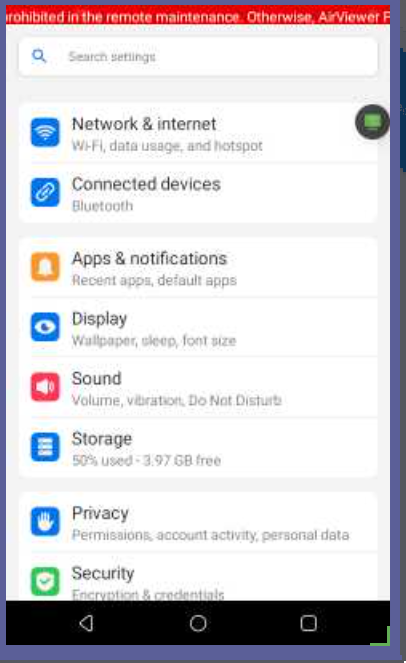 rohibited in the remote maintenance. Otherwise, AirViewer P
Search settings
Network & internet
Wi-Fi, data usage, and hotspot
Connected devices
Bluetooth
Apps & notifications
Recent apps, default apps
Display
Wallpaper, sleep, font size
Sound
Volume, vibration, Do Not Disturb
Storage
50% used - 3.97 GB free
Privacy
Permissions, account activity, personal data
Security
Encryption & credentials